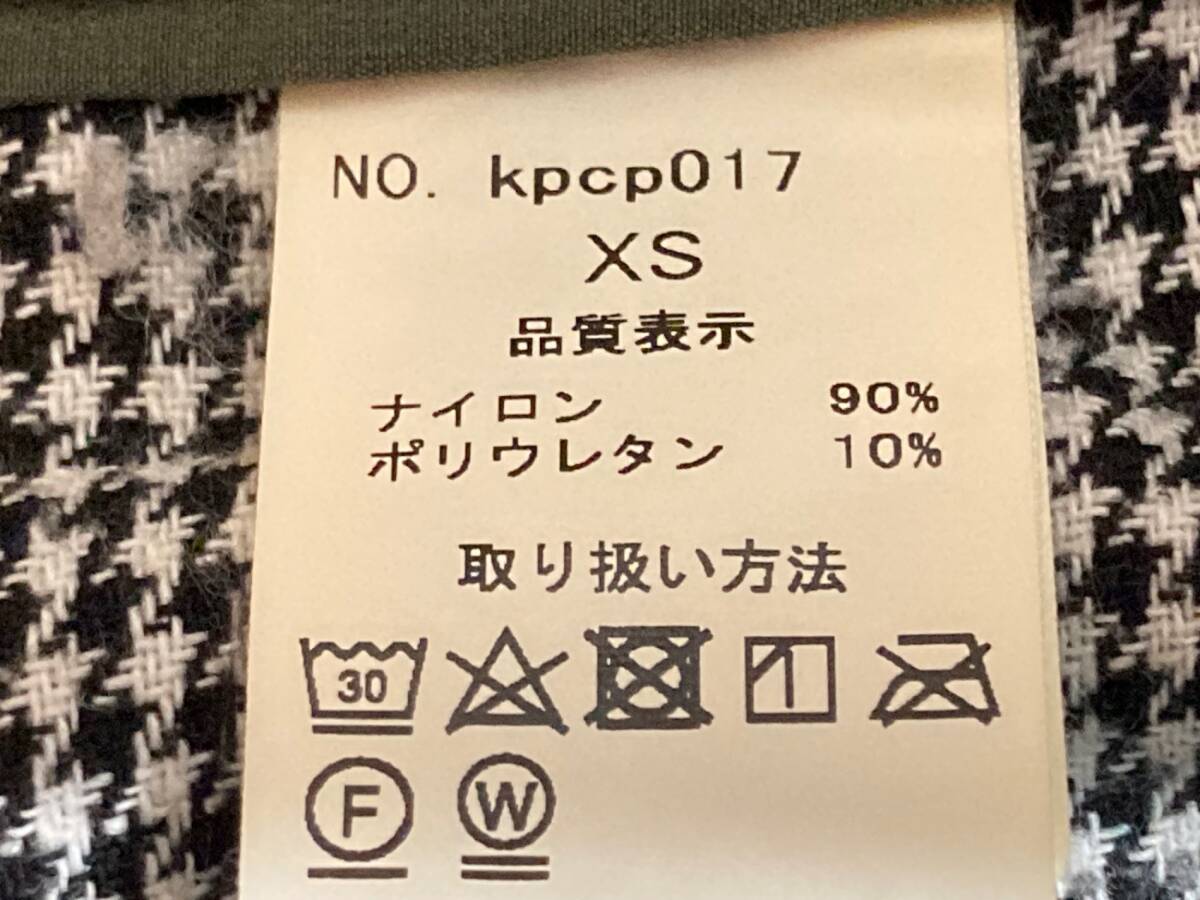 NO. kpcp017
XS
品質表示
ナイロン 90%
ポリウレタン 10%
取り扱い方法
30
F W